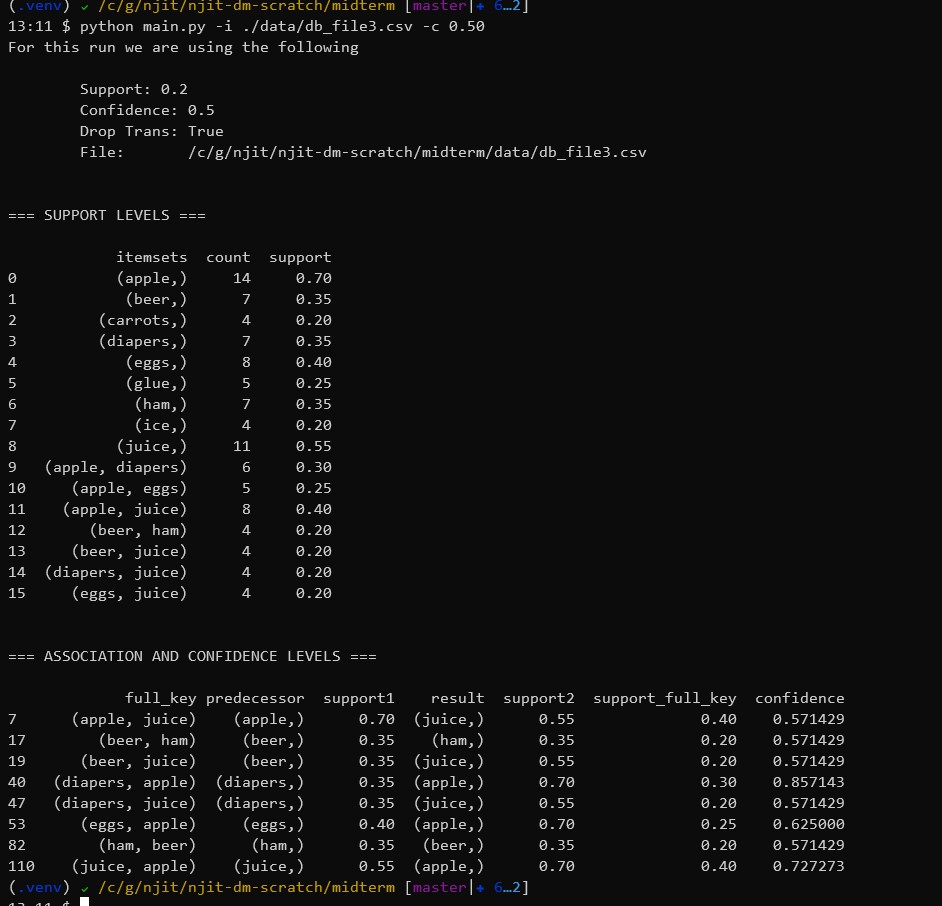 (.venv) ✓ /c/g/njit/njit-dm-scratch/midterm [master|✚ 6…2]
13:11 $ python main.py -i ./data/db_file3.csv -c 0.50
For this run we are using the following
Support: 0.2
Confidence: 0.5
Drop Trans: True
File: /c/g/njit/njit-dm-scratch/midterm/data/db_file3.csv
=== SUPPORT LEVELS ===
itemsets count support
0 (apple,) 14 0.70
1 (beer,) 7 0.35
2 (carrots,) 4 0.20
3 (diapers,) 7 0.35
4 (eggs,) 8 0.40
5 (glue,) 5 0.25
6 (ham,) 7 0.35
7 (ice,) 4 0.20
8 (juice,) 11 0.55
9 (apple, diapers) 6 0.30
10 (apple, eggs) 5 0.25
11 (apple, juice) 8 0.40
12 (beer, ham) 4 0.20
13 (beer, juice) 4 0.20
14 (diapers, juice) 4 0.20
15 (eggs, juice) 4 0.20
=== ASSOCIATION AND CONFIDENCE LEVELS ===
full_key predecessor support1 result support2 support_full_key confidence
7 (apple, juice) (apple,) 0.70 (juice,) 0.55 0.40 0.571429
17 (beer, ham) (beer,) 0.35 (ham,) 0.35 0.20 0.571429
19 (beer, juice) (beer,) 0.35 (juice,) 0.55 0.20 0.571429
40 (diapers, apple) (diapers,) 0.35 (apple,) 0.70 0.30 0.857143
47 (diapers, juice) (diapers,) 0.35 (juice,) 0.55 0.20 0.571429
53 (eggs, apple) (eggs,) 0.40 (apple,) 0.70 0.25 0.625000
82 (ham, beer) (ham,) 0.35 (beer,) 0.35 0.20 0.571429
110 (juice, apple) (juice,) 0.55 (apple,) 0.70 0.40 0.727273
(.venv) ✓ /c/g/njit/njit-dm-scratch/midterm [master|✚ 6…2]
13:11 $